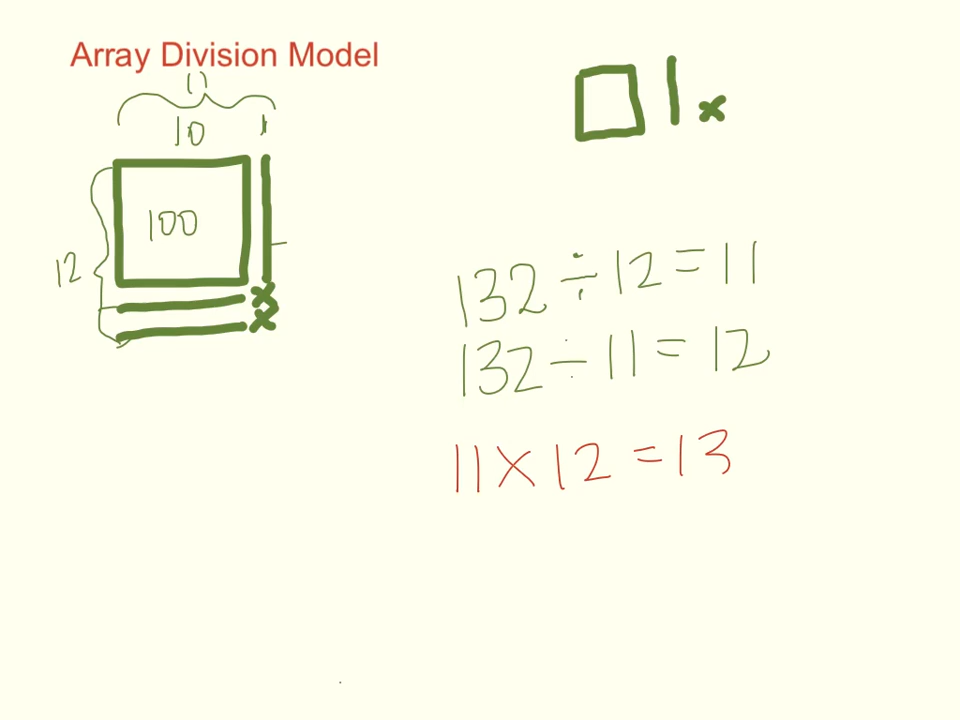 Array Division Model
11
10 1
100
12
132 ÷ 12 = 11
132 ÷ 11 = 12
11 x 12 = 13